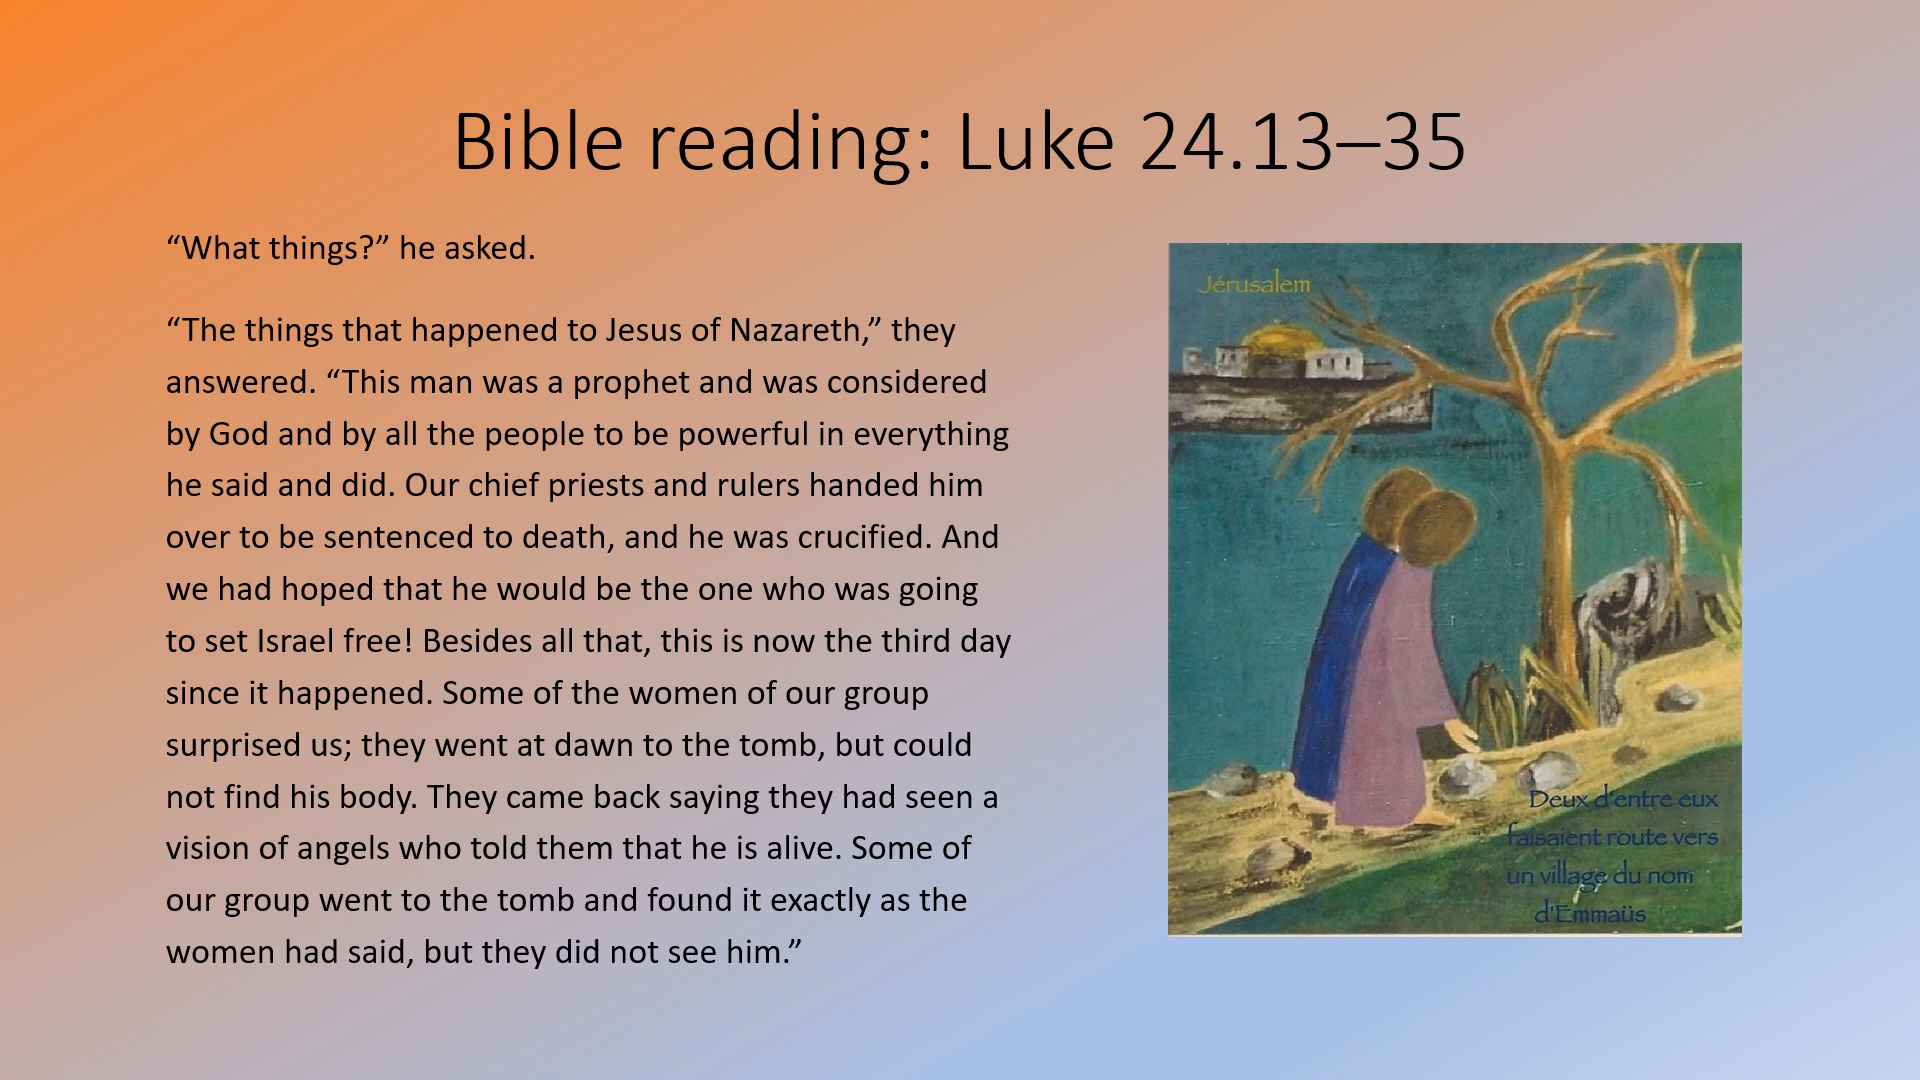 Bible reading: Luke 24.13–35
“What things?” he asked.
“The things that happened to Jesus of Nazareth,” they
answered. “This man was a prophet and was considered
by God and by all the people to be powerful in everything
he said and did. Our chief priests and rulers handed him
over to be sentenced to death, and he was crucified. And
we had hoped that he would be the one who was going
to set Israel free! Besides all that, this is now the third day
since it happened. Some of the women of our group
surprised us; they went at dawn to the tomb, but could
not find his body. They came back saying they had seen a
vision of angels who told them that he is alive. Some of
our group went to the tomb and found it exactly as the
women had said, but they did not see him.”
Jérusalem
Deux d'entre eux
faisaient route vers
un village du nom
d'Emmaüs